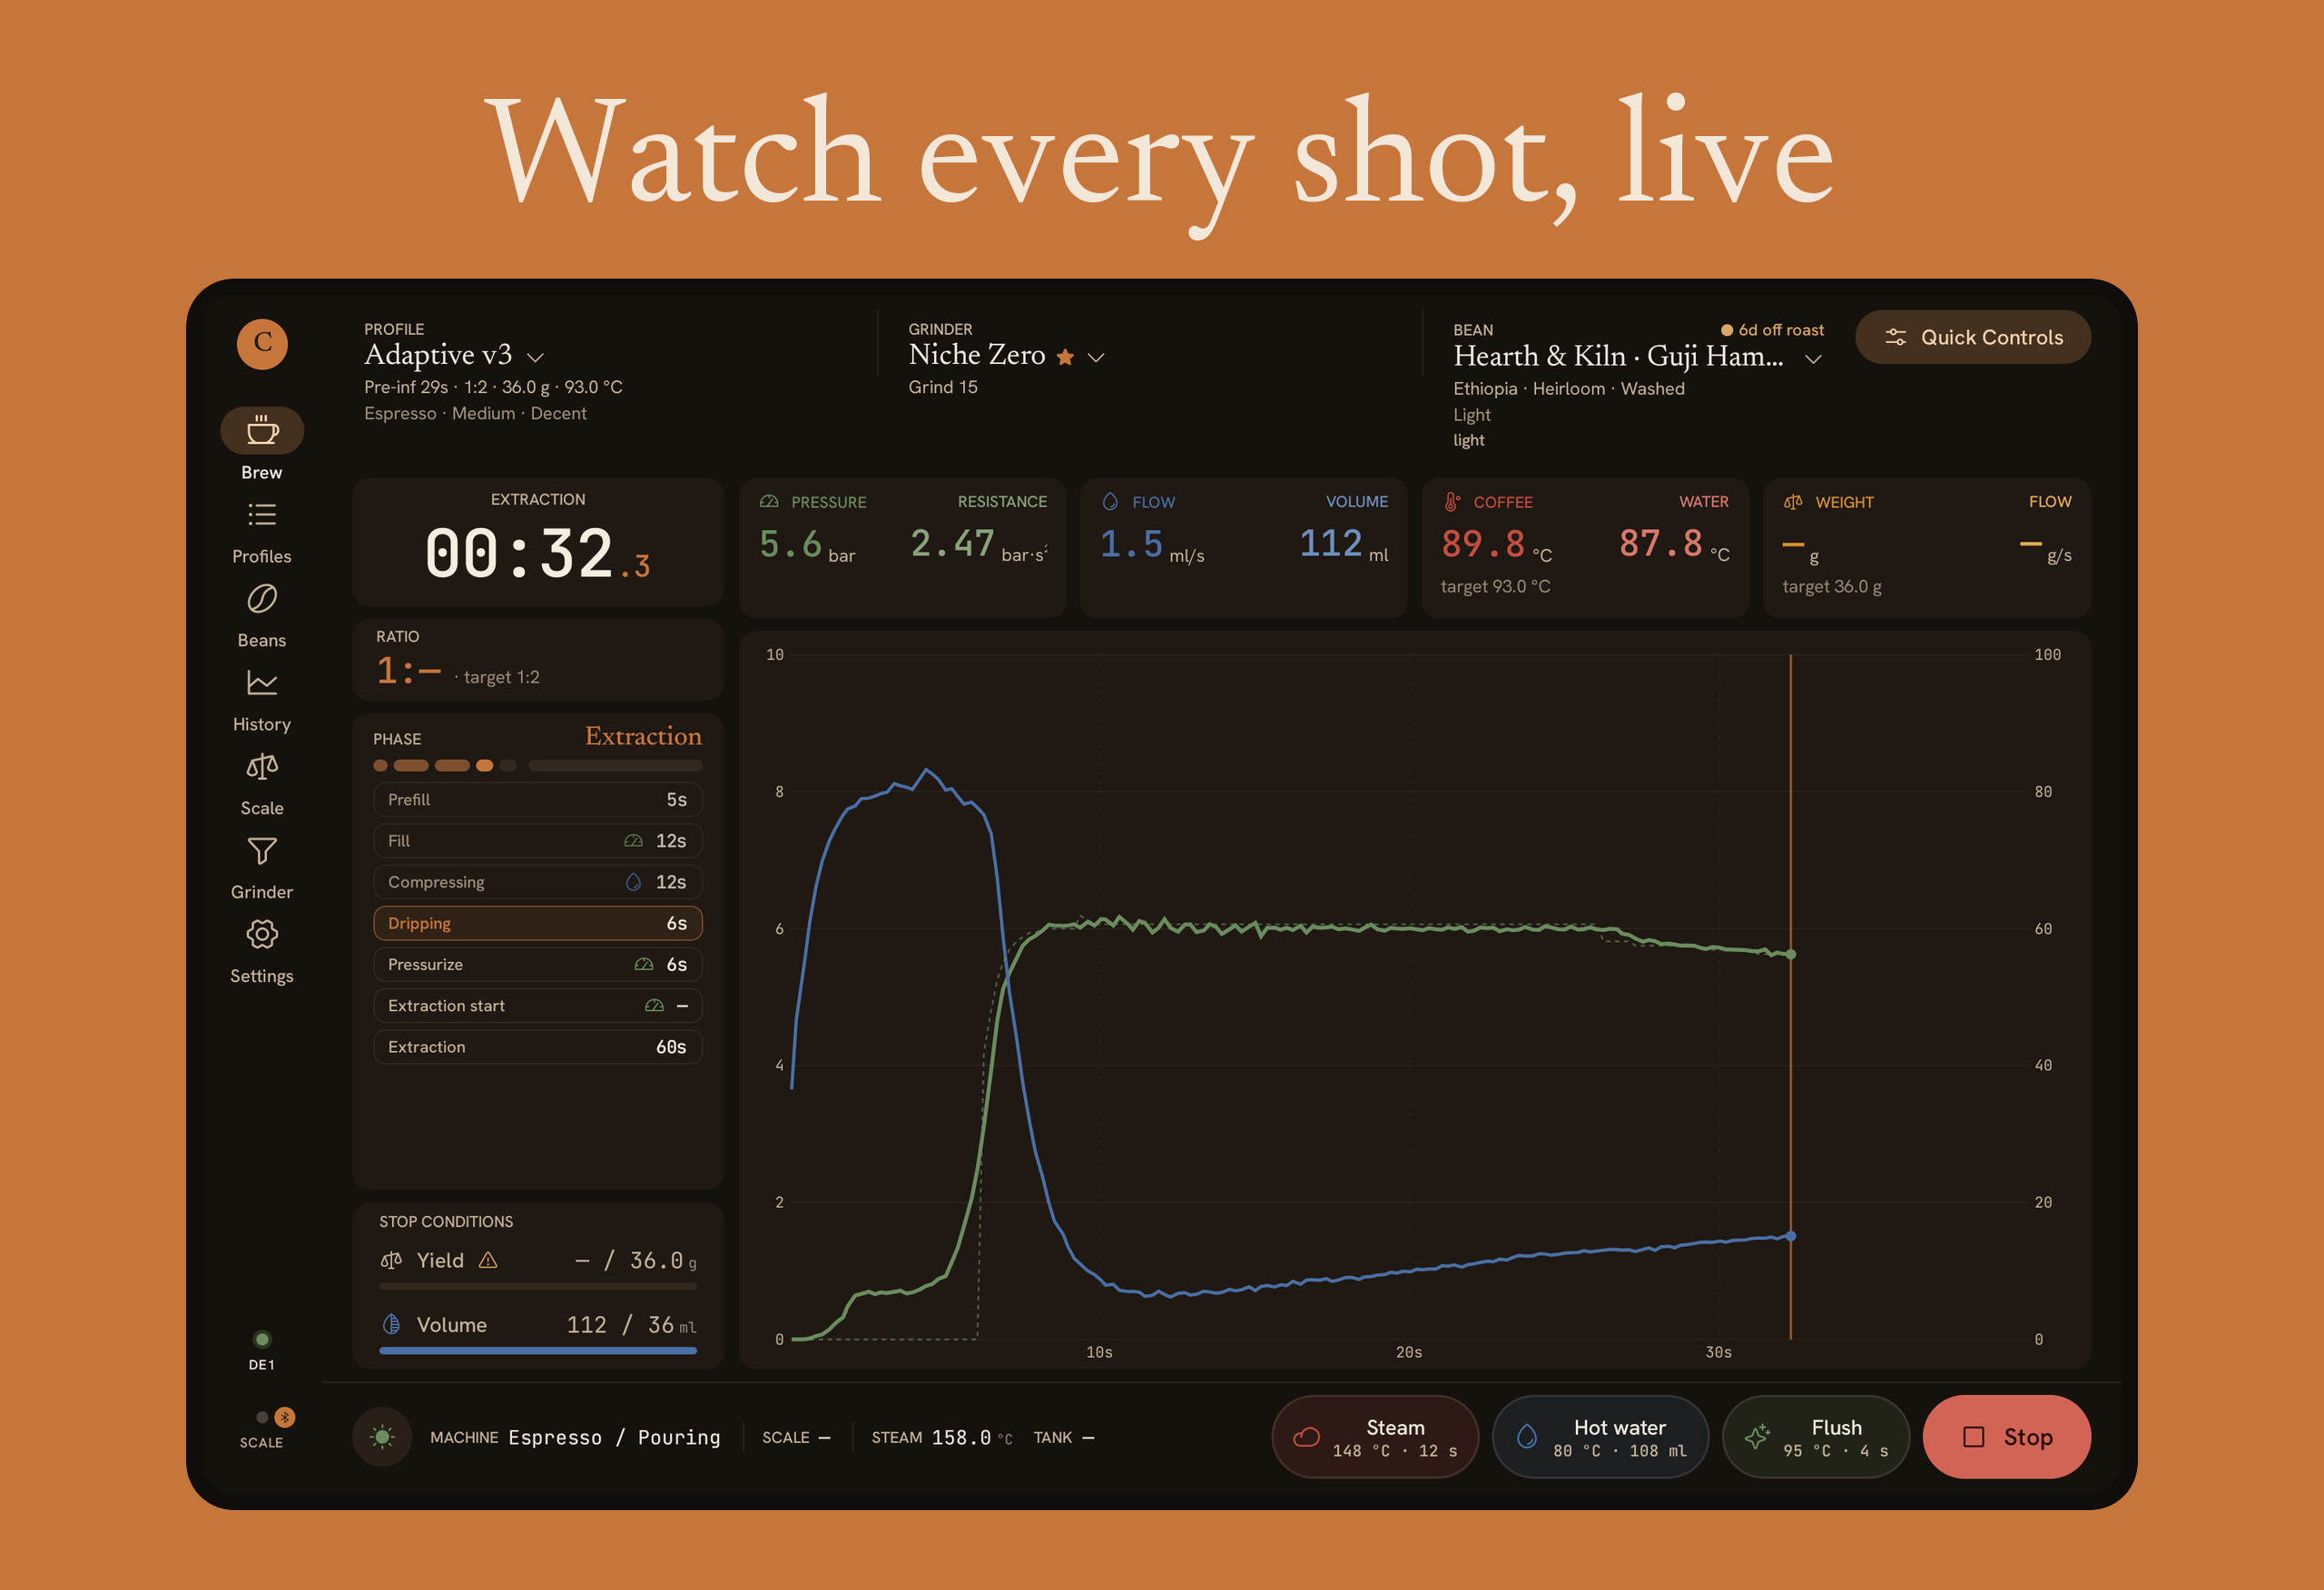 Watch every shot, live
C
Brew
Profiles
Beans
History
Scale
Grinder
Settings
DE1
SCALE
PROFILE
Adaptive v3
Pre-inf 29s · 1:2 · 36.0 g · 93.0 °C
Espresso · Medium · Decent
GRINDER
Niche Zero
Grind 15
BEAN
6d off roast
Hearth & Kiln · Guji Ham...
Ethiopia · Heirloom · Washed
Light
light
Quick Controls
EXTRACTION
00:32.3
RATIO
1:– · target 1:2
PHASE Extraction
Prefill 5s
Fill 12s
Compressing 12s
Dripping 6s
Pressurize 6s
Extraction start –
Extraction 60s
STOP CONDITIONS
Yield – / 36.0 g
Volume 112 / 36 ml
PRESSURE RESISTANCE
5.6 bar 2.47
FLOW VOLUME
1.5 ml/s 112 ml
COFFEE WATER
89.8 °C 87.8 °C
target 93.0 °C
WEIGHT FLOW
– g – g/s
target 36.0 g
10 100
8 80
6 60
4 40
2 20
0 0
10s 20s 30s
MACHINE Espresso / Pouring
SCALE –
STEAM 158.0 °C
TANK –
Steam
148 °C · 12 s
Hot water
80 °C · 108 ml
Flush
95 °C · 4 s
Stop